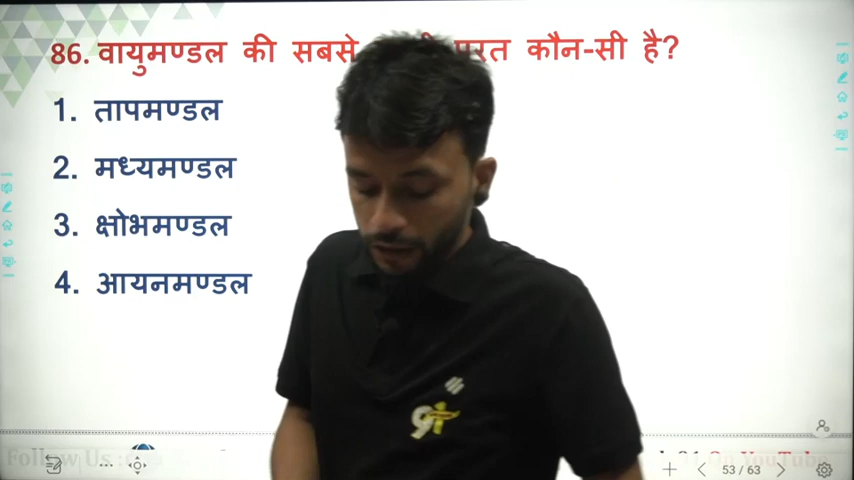 86. वायुमण्डल की सबसे परत कौन-सी है?
1. तापमण्डल
2. मध्यमण्डल
3. क्षोभमण्डल
4. आयनमण्डल
Follow Us On YouTube
53 / 63